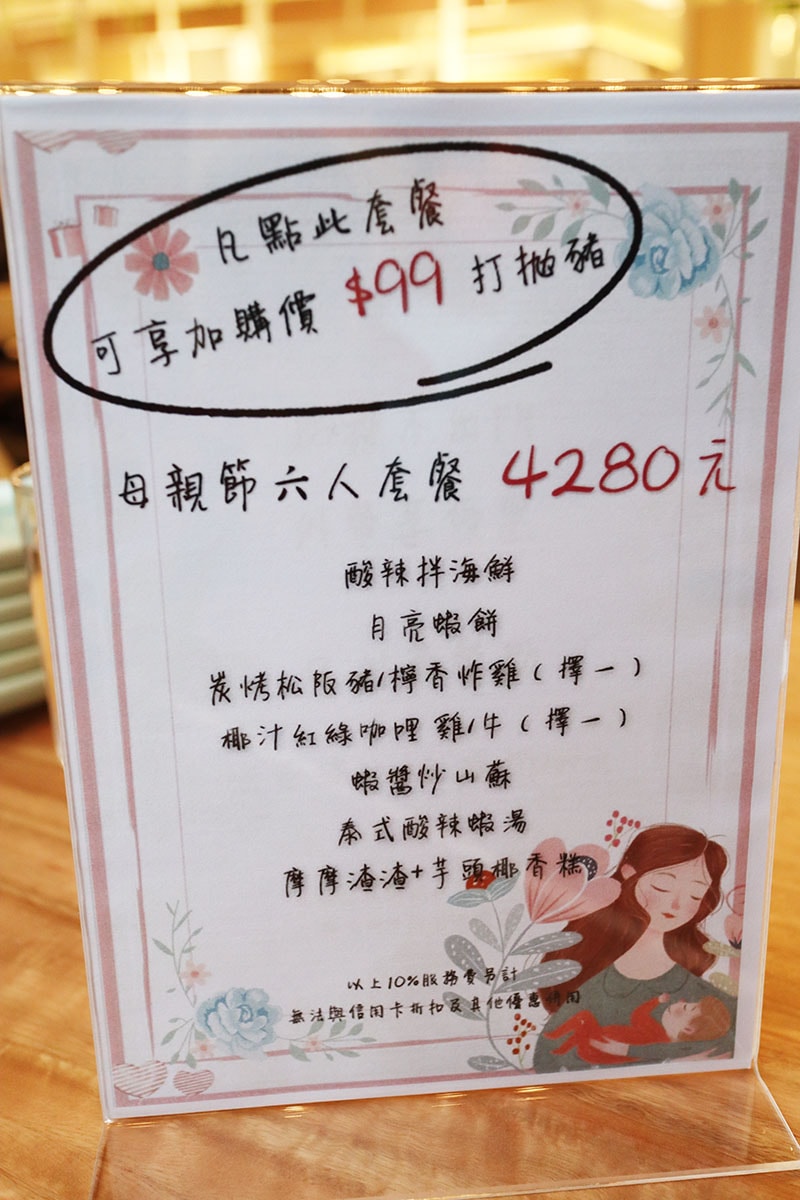 凡點此套餐
可享加購價 $99 打拋豬
母親節六人套餐 4280元
酸辣拌海鮮
月亮蝦餅
炭烤松阪豬/檸香炸雞(擇一)
椰汁紅綠咖哩雞/牛(擇一)
蝦醬炒山蘇
泰式酸辣蝦湯
摩摩渣渣+芋頭椰香糕
以上10%服務費另計
無法與信用卡折扣及其他優惠併用